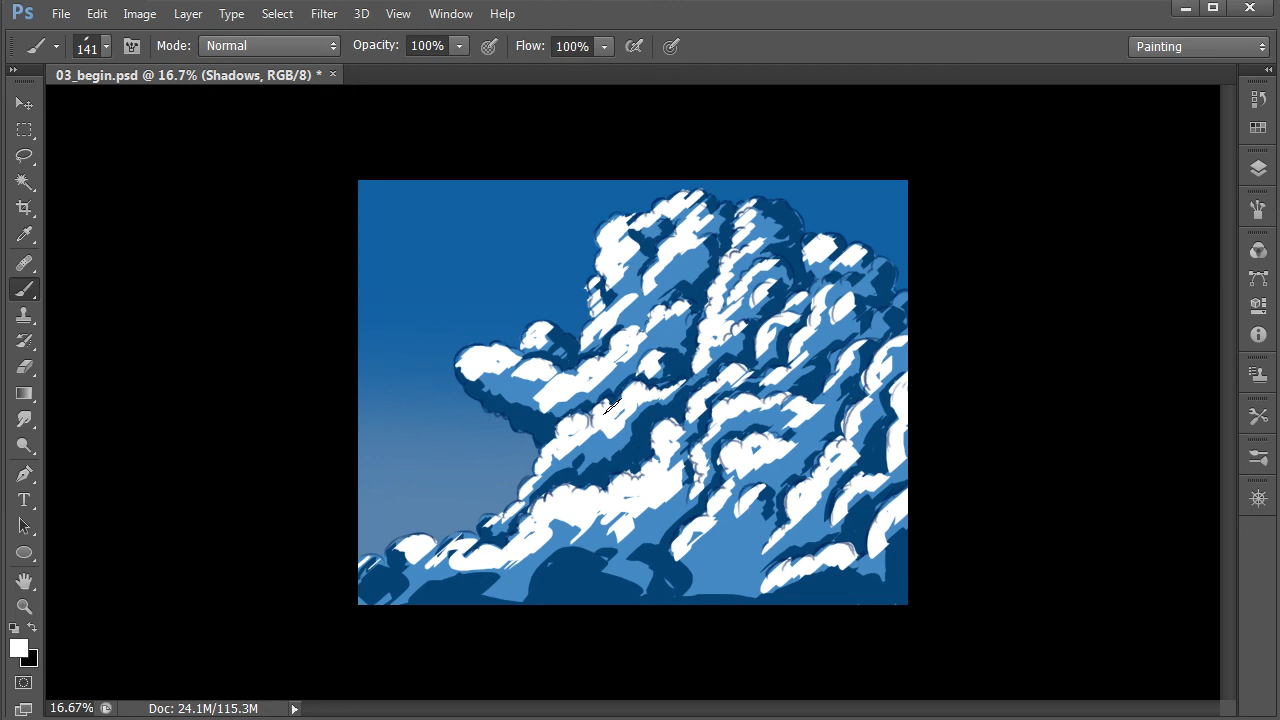 Ps File Edit Image Layer Type Select Filter 3D View Window Help
141 Mode: Normal Opacity: 100% Flow: 100% Painting
03_begin.psd @ 16.7% (Shadows, RGB/8) * ×
T
16.67% Doc: 24.1M/115.3M